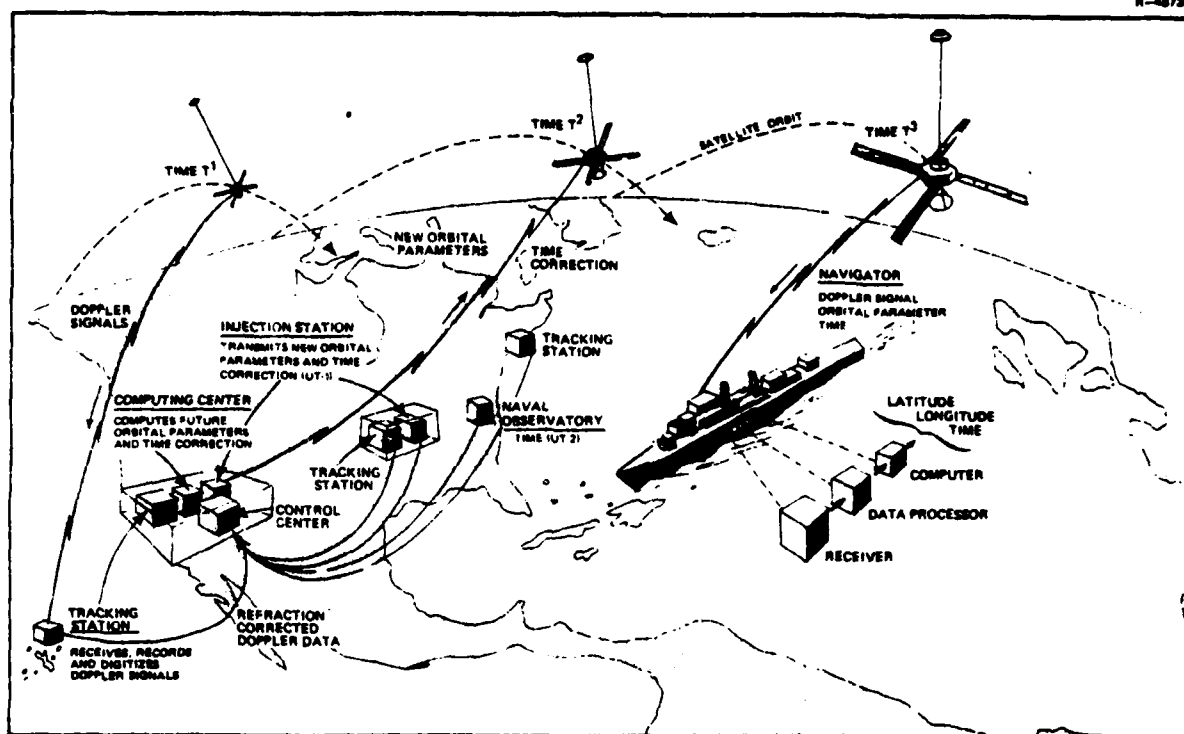 TIME T1
TIME T2
SATELLITE ORBIT
TIME T3
NEW ORBITAL
PARAMETERS
TIME
CORRECTION
DOPPLER
SIGNALS
NAVIGATOR
DOPPLER SIGNAL
ORBITAL PARAMETER
TIME
INJECTION STATION
TRANSMITS NEW ORBITAL
PARAMETERS AND TIME
CORRECTION (UT-1)
TRACKING
STATION
COMPUTING CENTER
COMPUTES FUTURE
ORBITAL PARAMETERS
AND TIME CORRECTION
NAVAL
OBSERVATORY
TIME (UT 2)
LATITUDE
LONGITUDE
TIME
TRACKING
STATION
COMPUTER
CONTROL
CENTER
DATA PROCESSOR
RECEIVER
TRACKING
STATION
RECEIVES, RECORDS
AND DIGITIZES
DOPPLER SIGNALS
REFRACTION
CORRECTED
DOPPLER DATA